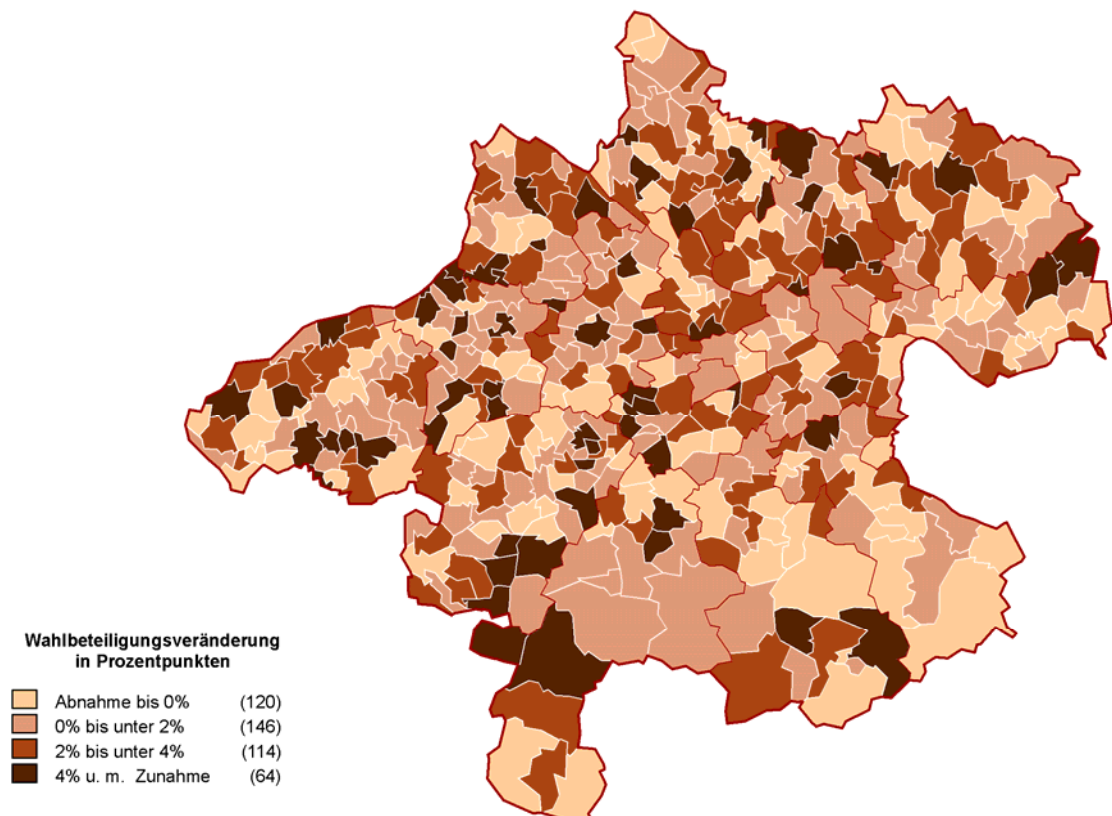 Wahlbeteiligungsveränderung
in Prozentpunkten
Abnahme bis 0% (120)
0% bis unter 2% (146)
2% bis unter 4% (114)
4% u. m. Zunahme (64)